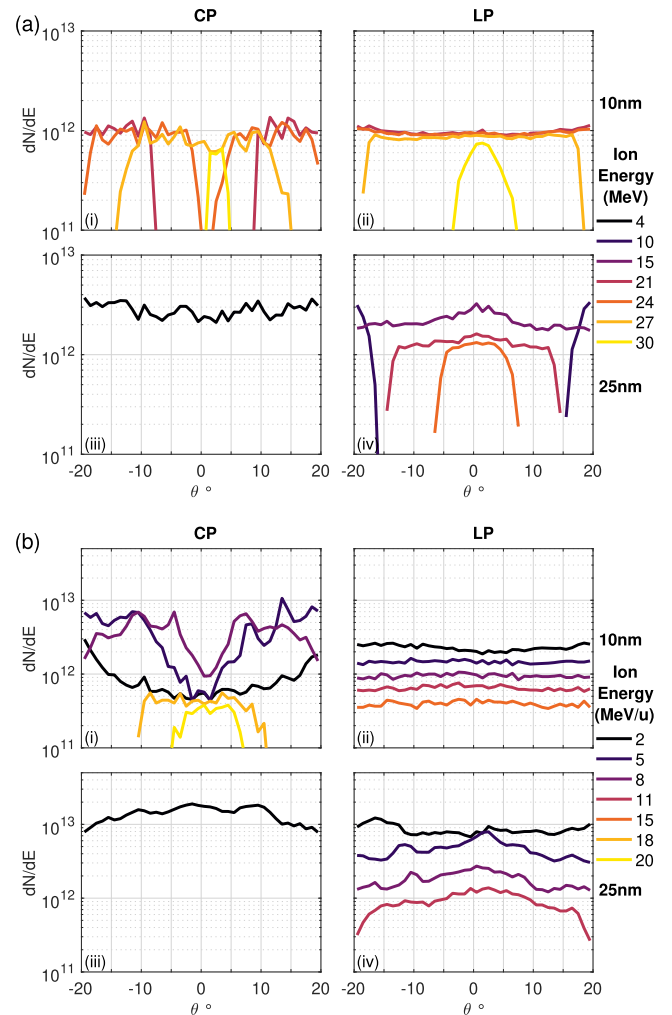 (a)
CP
LP
10^13
10^12
10^11
dN/dE
(i)
(ii)
10nm
Ion
Energy
(MeV)
4
10
15
21
24
27
30
10^13
10^12
10^11
dN/dE
(iii)
(iv)
25nm
-20 -10 0 10 20
θ °
-20 -10 0 10 20
θ °
(b)
CP
LP
10^13
10^12
10^11
dN/dE
(i)
(ii)
10nm
Ion
Energy
(MeV/u)
2
5
8
11
15
18
20
10^13
10^12
10^11
dN/dE
(iii)
(iv)
25nm
-20 -10 0 10 20
θ °
-20 -10 0 10 20
θ °